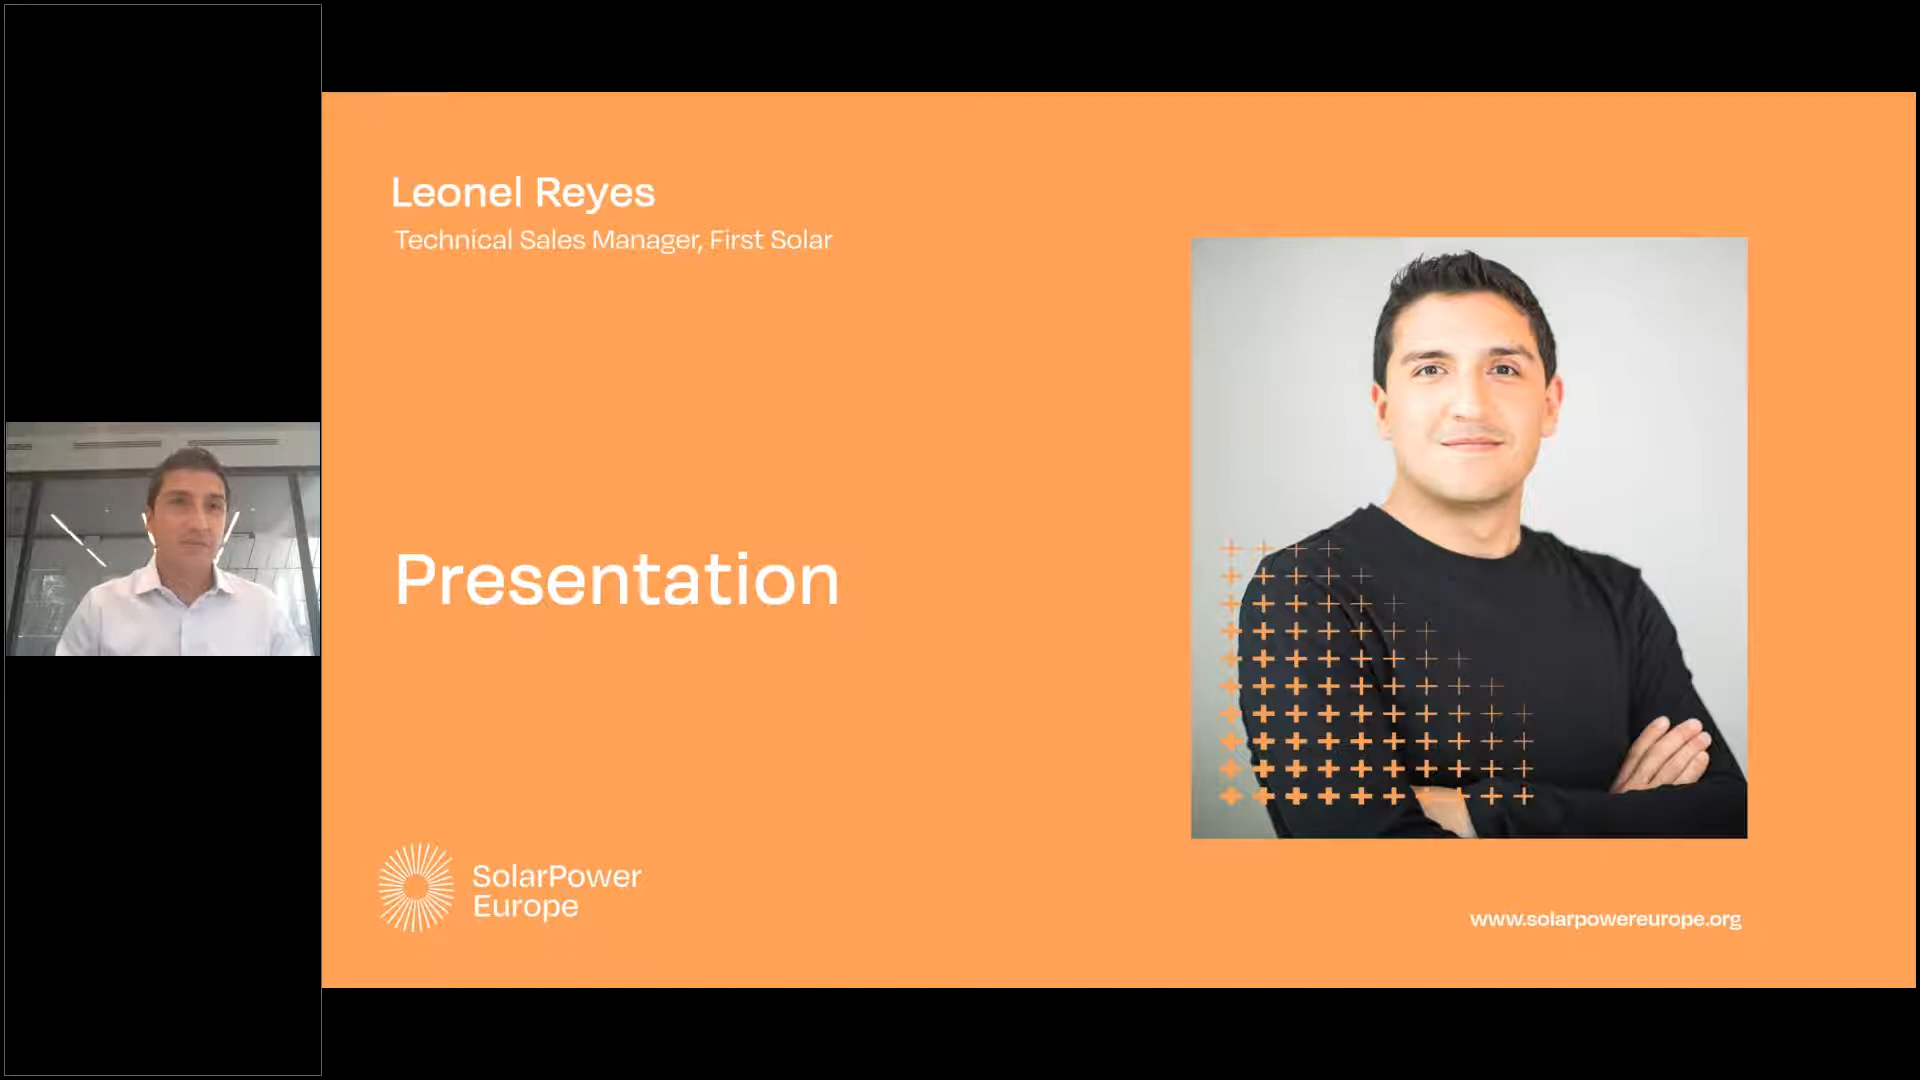 Leonel Reyes
Technical Sales Manager, First Solar
Presentation
SolarPower
Europe
www.solarpowereurope.org